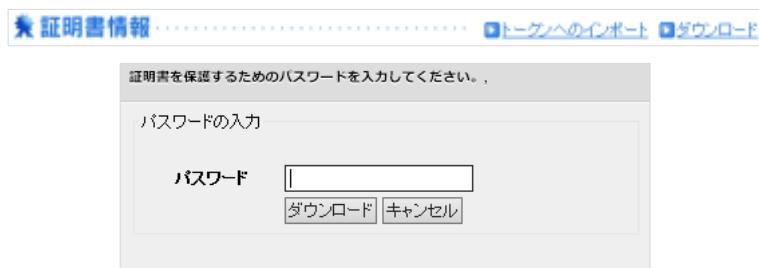 証明書情報 トークンへのインポート ダウンロード
証明書を保護するためのパスワードを入力してください。,
パスワードの入力
パスワード
ダウンロード キャンセル